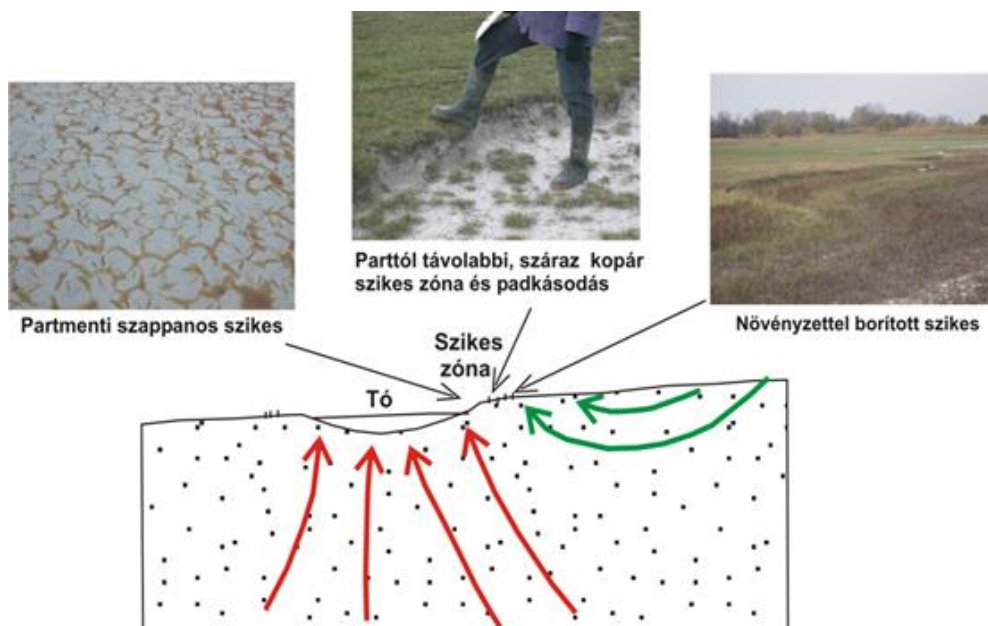 Partmenti szappanos szikes
Parttól távolabbi, száraz kopár
szikes zóna és padkásodás
Növényzettel borított szikes
Szikes
zóna
Tó